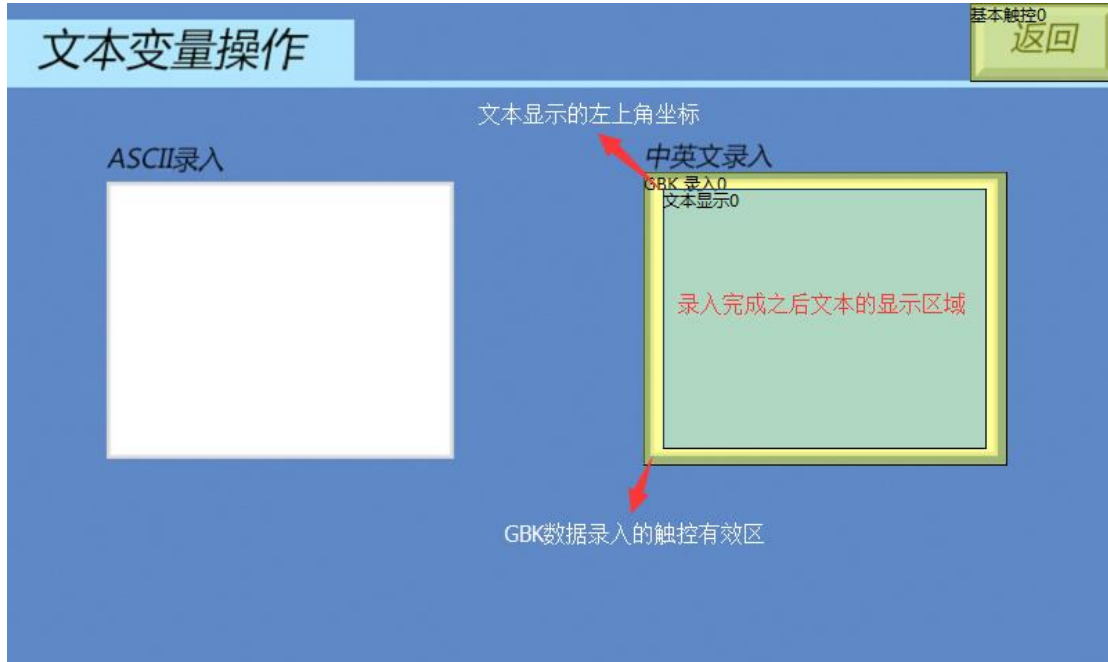 文本变量操作
基本触控0
返回
文本显示的左上角坐标
ASCII录入
中英文录入
GBK 录入0
文本显示0
录入完成之后文本的显示区域
GBK数据录入的触控有效区